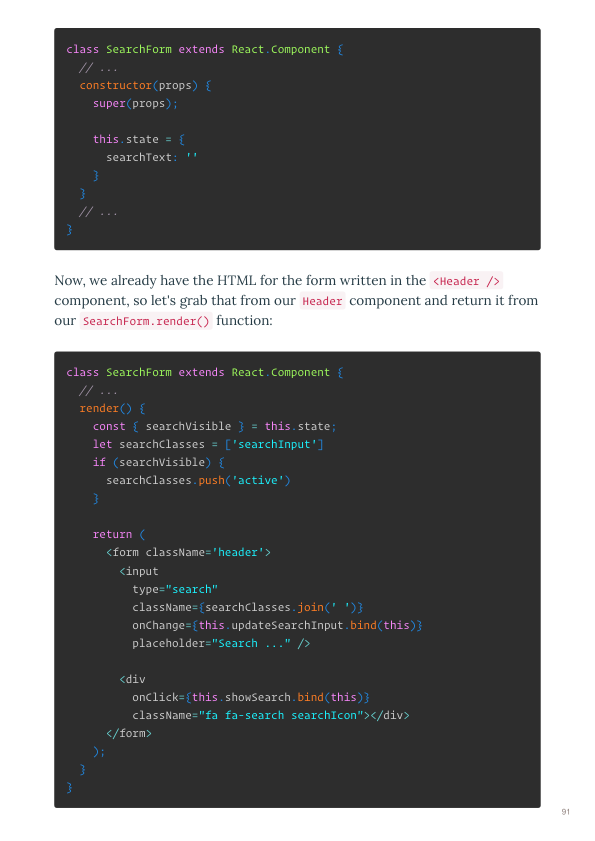 class SearchForm extends React.Component {
  // ...
  constructor(props) {
    super(props);

    this.state = {
      searchText: ''
    }
  }
  // ...
}
Now, we already have the HTML for the form written in the <Header />
component, so let's grab that from our Header component and return it from
our SearchForm.render() function:
class SearchForm extends React.Component {
  // ...
  render() {
    const { searchVisible } = this.state;
    let searchClasses = ['searchInput']
    if (searchVisible) {
      searchClasses.push('active')
    }

    return (
      <form className='header'>
        <input
          type="search"
          className={searchClasses.join(' ')}
          onChange={this.updateSearchInput.bind(this)}
          placeholder="Search ..." />

        <div
          onClick={this.showSearch.bind(this)}
          className="fa fa-search searchIcon"></div>
      </form>
    );
  }
}
91